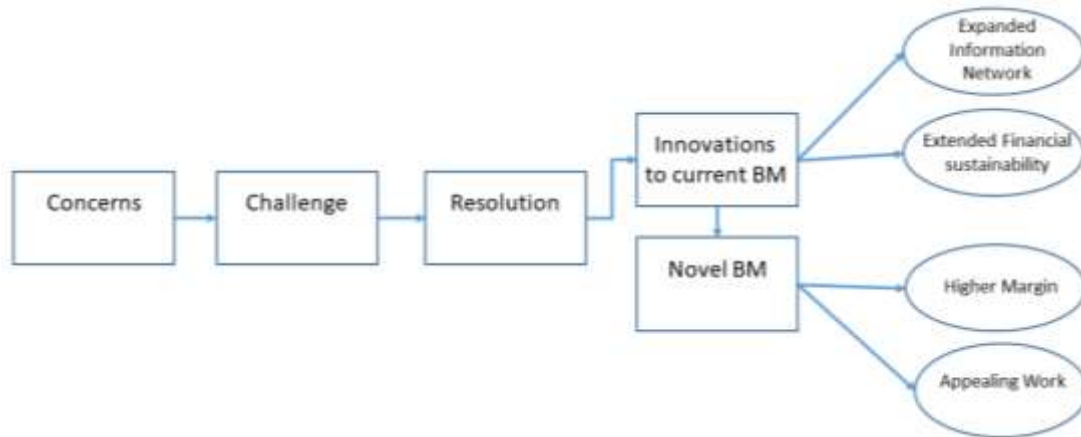 Concerns
Challenge
Resolution
Innovations
to current BM
Novel BM
Expanded
Information
Network
Extended Financial
sustainability
Higher Margin
Appealing Work